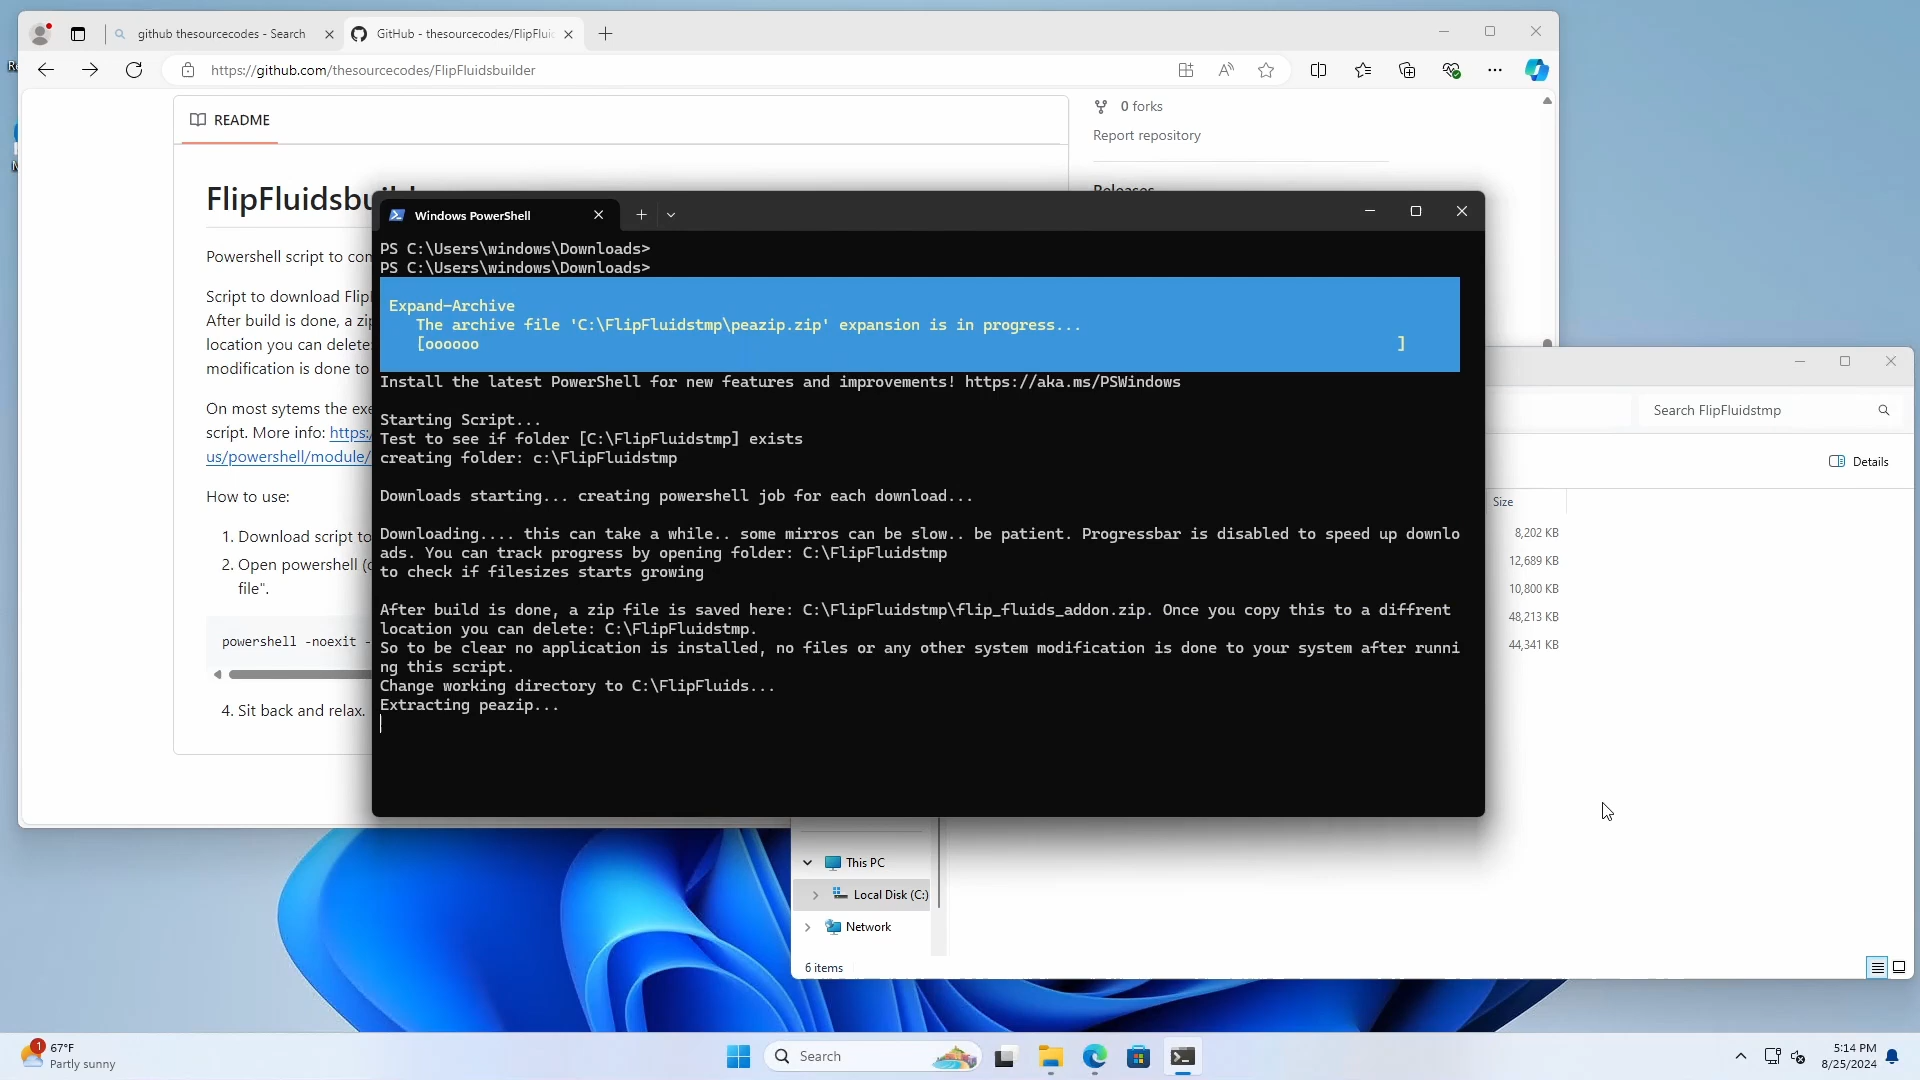 github thesourcecodes - Search
GitHub - thesourcecodes/FlipFlui
https://github.com/thesourcecodes/FlipFluidsbuilder
README
0 forks
Report repository
Releases
FlipFluidsbuild
Powershell script to con
Script to download Flip
After build is done, a zip
location you can delete:
modification is done to
On most sytems the exe
script. More info: https:/
us/powershell/module/
How to use:
1. Download script to
2. Open powershell (c
file".
powershell -noexit -
4. Sit back and relax.
Windows PowerShell
PS C:\Users\windows\Downloads>
PS C:\Users\windows\Downloads>
Expand-Archive
The archive file 'C:\FlipFluidstmp\peazip.zip' expansion is in progress...
[oooooo ]
Install the latest PowerShell for new features and improvements! https://aka.ms/PSWindows
Starting Script...
Test to see if folder [C:\FlipFluidstmp] exists
creating folder: c:\FlipFluidstmp
Downloads starting... creating powershell job for each download...
Downloading.... this can take a while.. some mirros can be slow.. be patient. Progressbar is disabled to speed up downlo
ads. You can track progress by opening folder: C:\FlipFluidstmp
to check if filesizes starts growing
After build is done, a zip file is saved here: C:\FlipFluidstmp\flip_fluids_addon.zip. Once you copy this to a diffrent
location you can delete: C:\FlipFluidstmp.
So to be clear no application is installed, no files or any other system modification is done to your system after runni
ng this script.
Change working directory to C:\FlipFluids...
Extracting peazip...
Search FlipFluidstmp
Details
Size
8,202 KB
12,689 KB
10,800 KB
48,213 KB
44,341 KB
This PC
Local Disk (C:)
Network
6 items
1
67°F
Partly sunny
Search
5:14 PM
8/25/2024